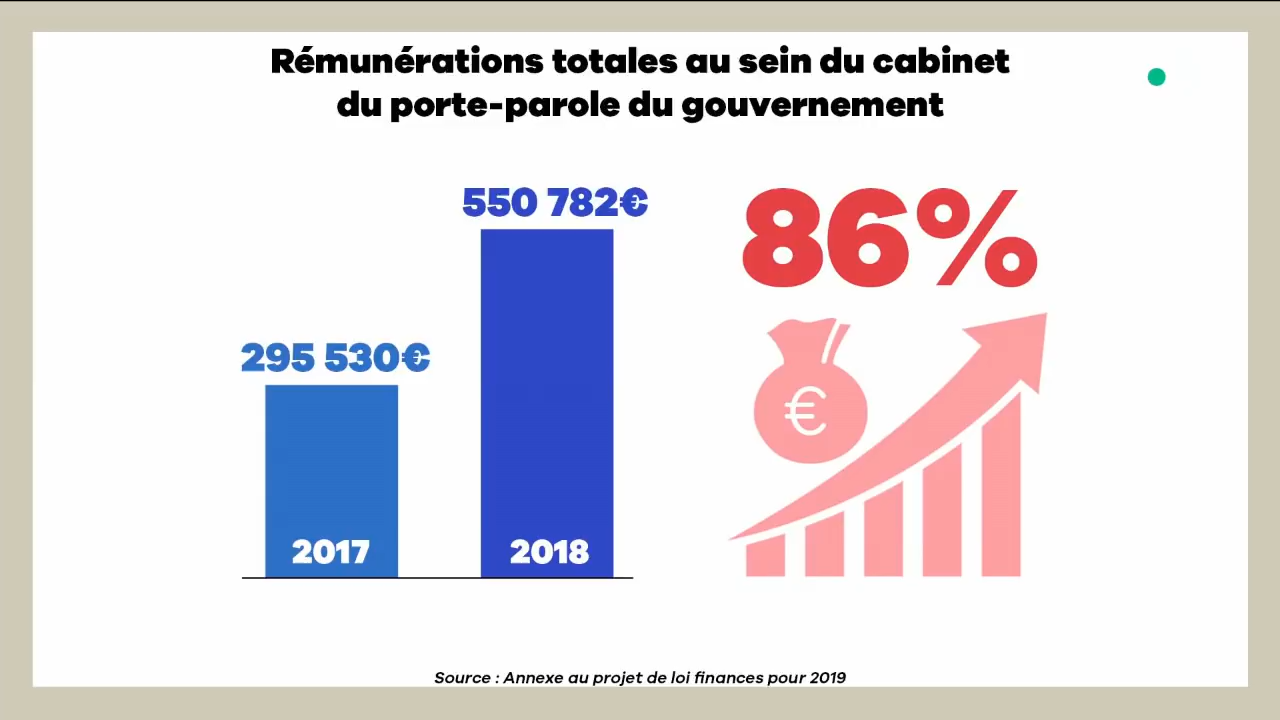 Rémunérations totales au sein du cabinet
du porte-parole du gouvernement
550 782€
86%
295 530€
€
2017
2018
Source : Annexe au projet de loi finances pour 2019